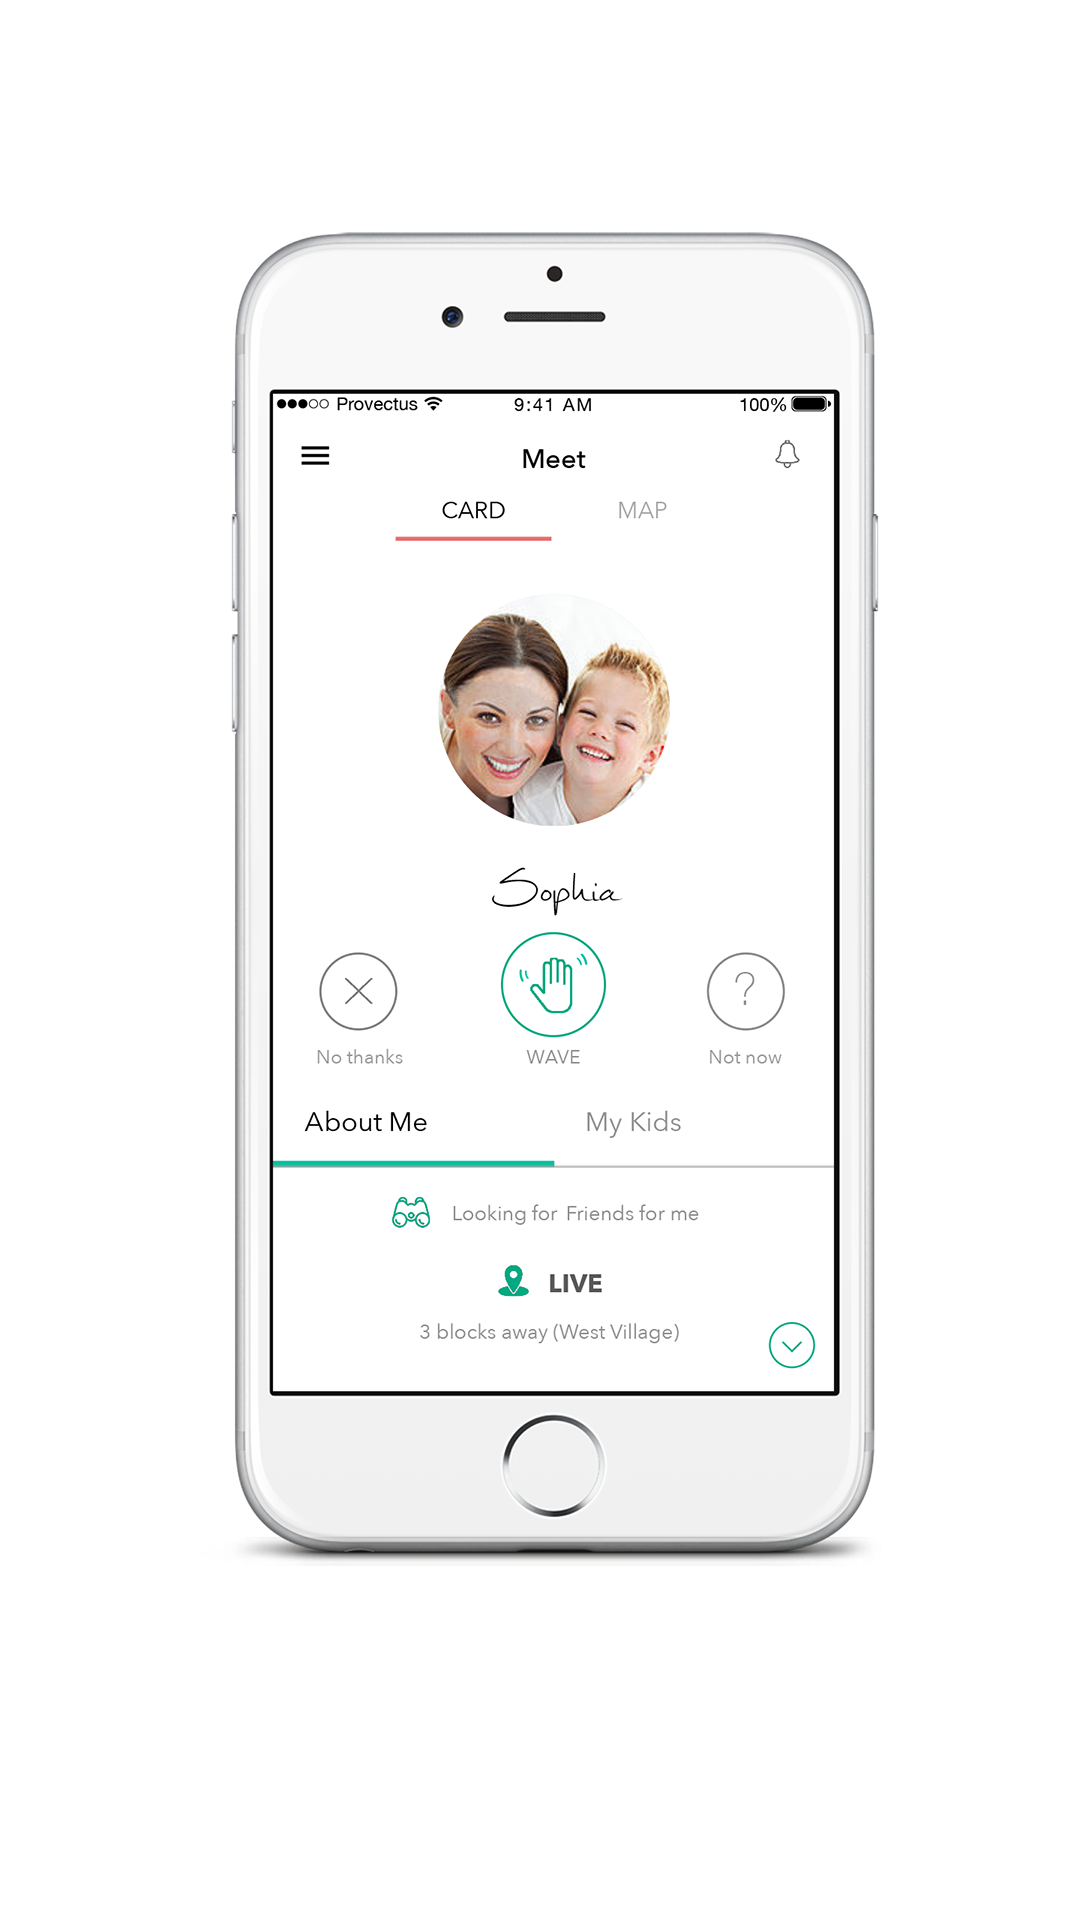 Provectus 9:41 AM 100%
Meet
CARD MAP
Sophia
No thanks WAVE Not now
About Me My Kids
Looking for Friends for me
LIVE
3 blocks away (West Village)